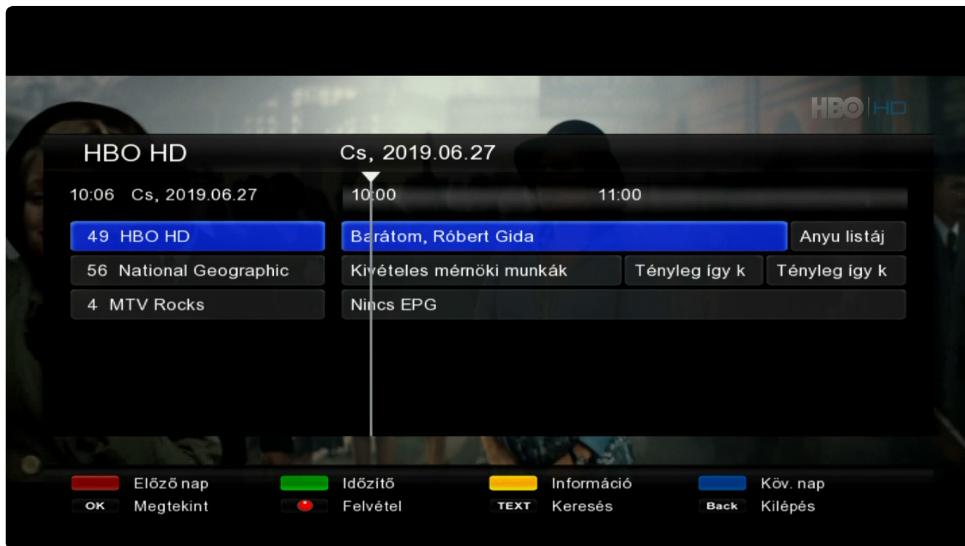 HBO HD
HBO HD Cs, 2019.06.27
10:06 Cs, 2019.06.27 10:00 11:00
49 HBO HD Barátom, Róbert Gida Anyu listáj
56 National Geographic Kivételes mérnöki munkák Tényleg így k Tényleg így k
4 MTV Rocks Nincs EPG
Előző nap Időzítő Információ Köv. nap
OK Megtekint Felvétel TEXT Keresés Back Kilépés